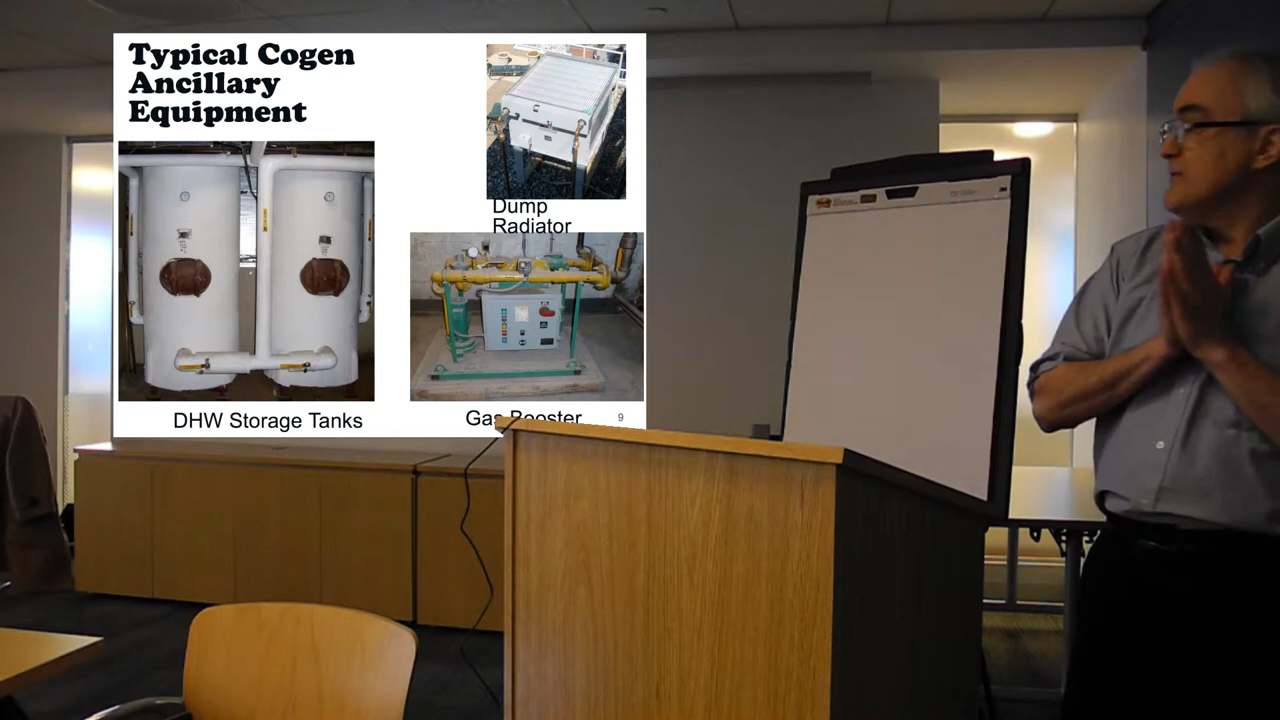 Typical Cogen
Ancillary
Equipment
Dump
Radiator
DHW Storage Tanks
Gas Booster
9